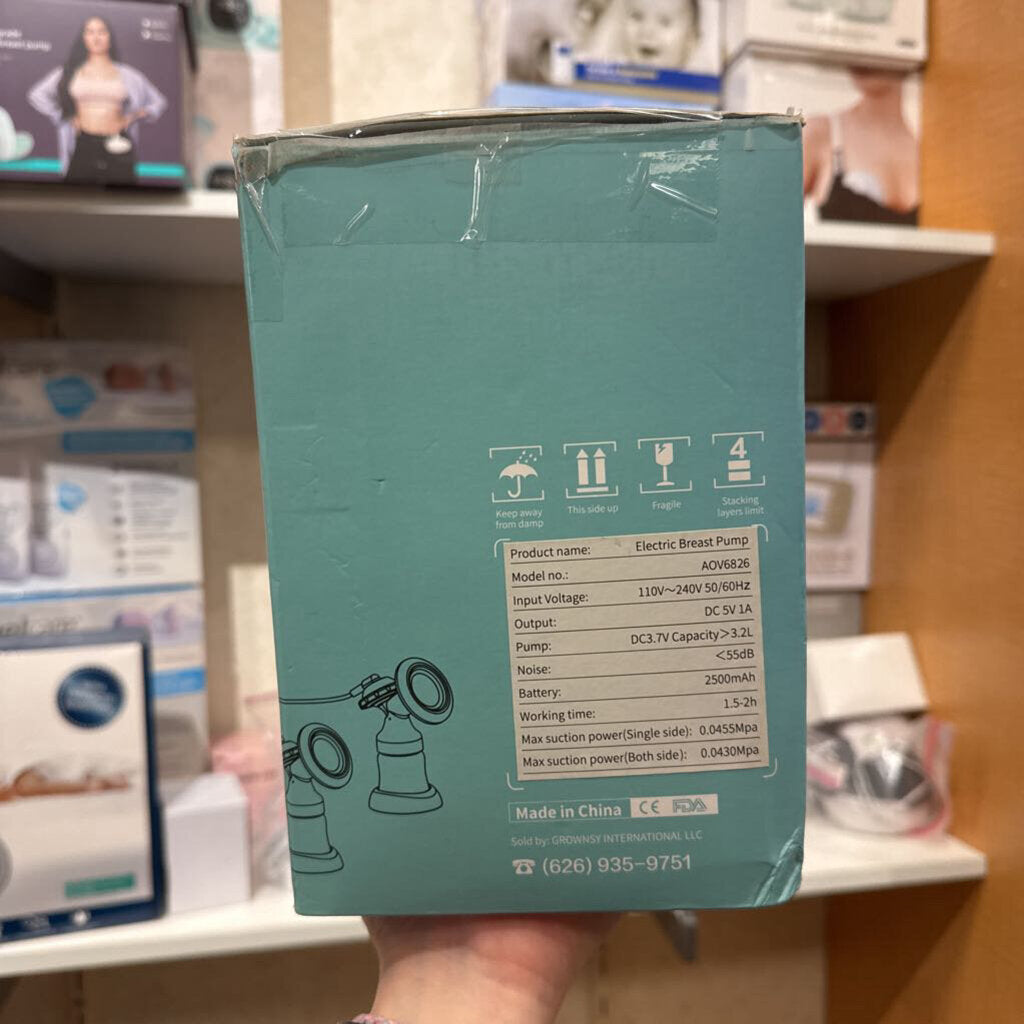 breast pump
4
Keep away
from damp
This side up
Fragile
Stacking
layers limit
Product name: Electric Breast Pump
Model no.: AOV6826
Input Voltage: 110V～240V 50/60Hz
Output: DC 5V 1A
Pump: DC3.7V Capacity＞3.2L
Noise: ＜55dB
Battery: 2500mAh
Working time: 1.5-2h
Max suction power(Single side): 0.0455Mpa
Max suction power(Both side): 0.0430Mpa
Made in China CE FDA
Sold by: GROWNSY INTERNATIONAL LLC
☎ (626) 935-9751